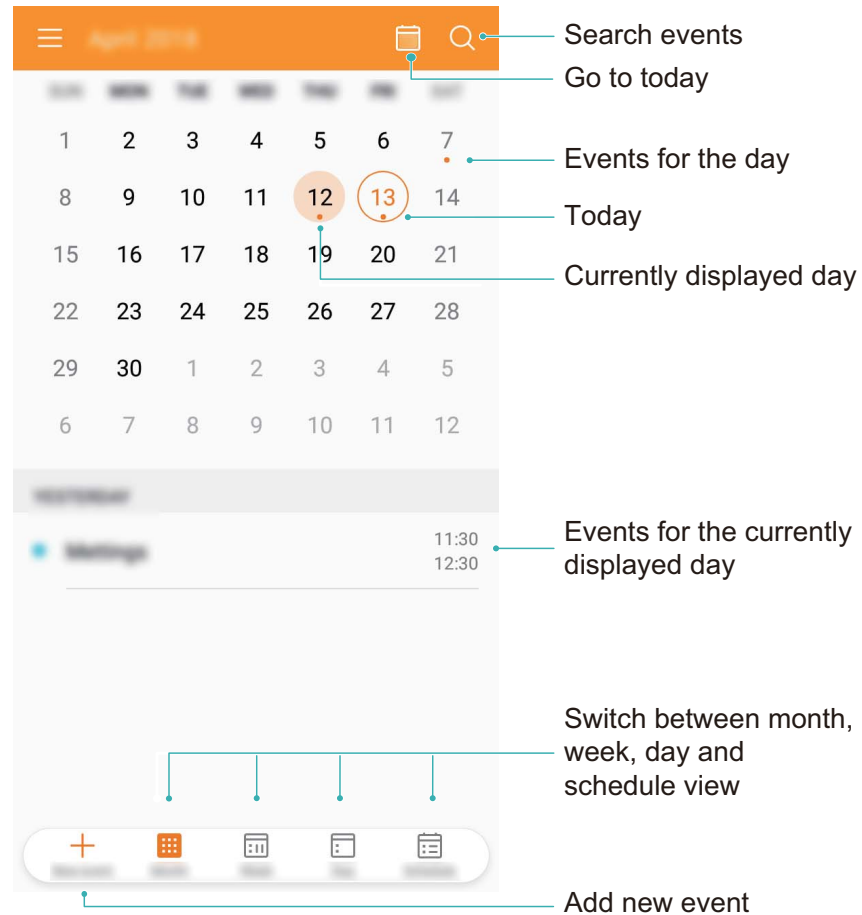 Search events
Go to today
1 2 3 4 5 6 7
Events for the day
8 9 10 11 12 13 14
Today
15 16 17 18 19 20 21
Currently displayed day
22 23 24 25 26 27 28
29 30 1 2 3 4 5
6 7 8 9 10 11 12
11:30
12:30
Events for the currently
displayed day
Switch between month,
week, day and
schedule view
Add new event